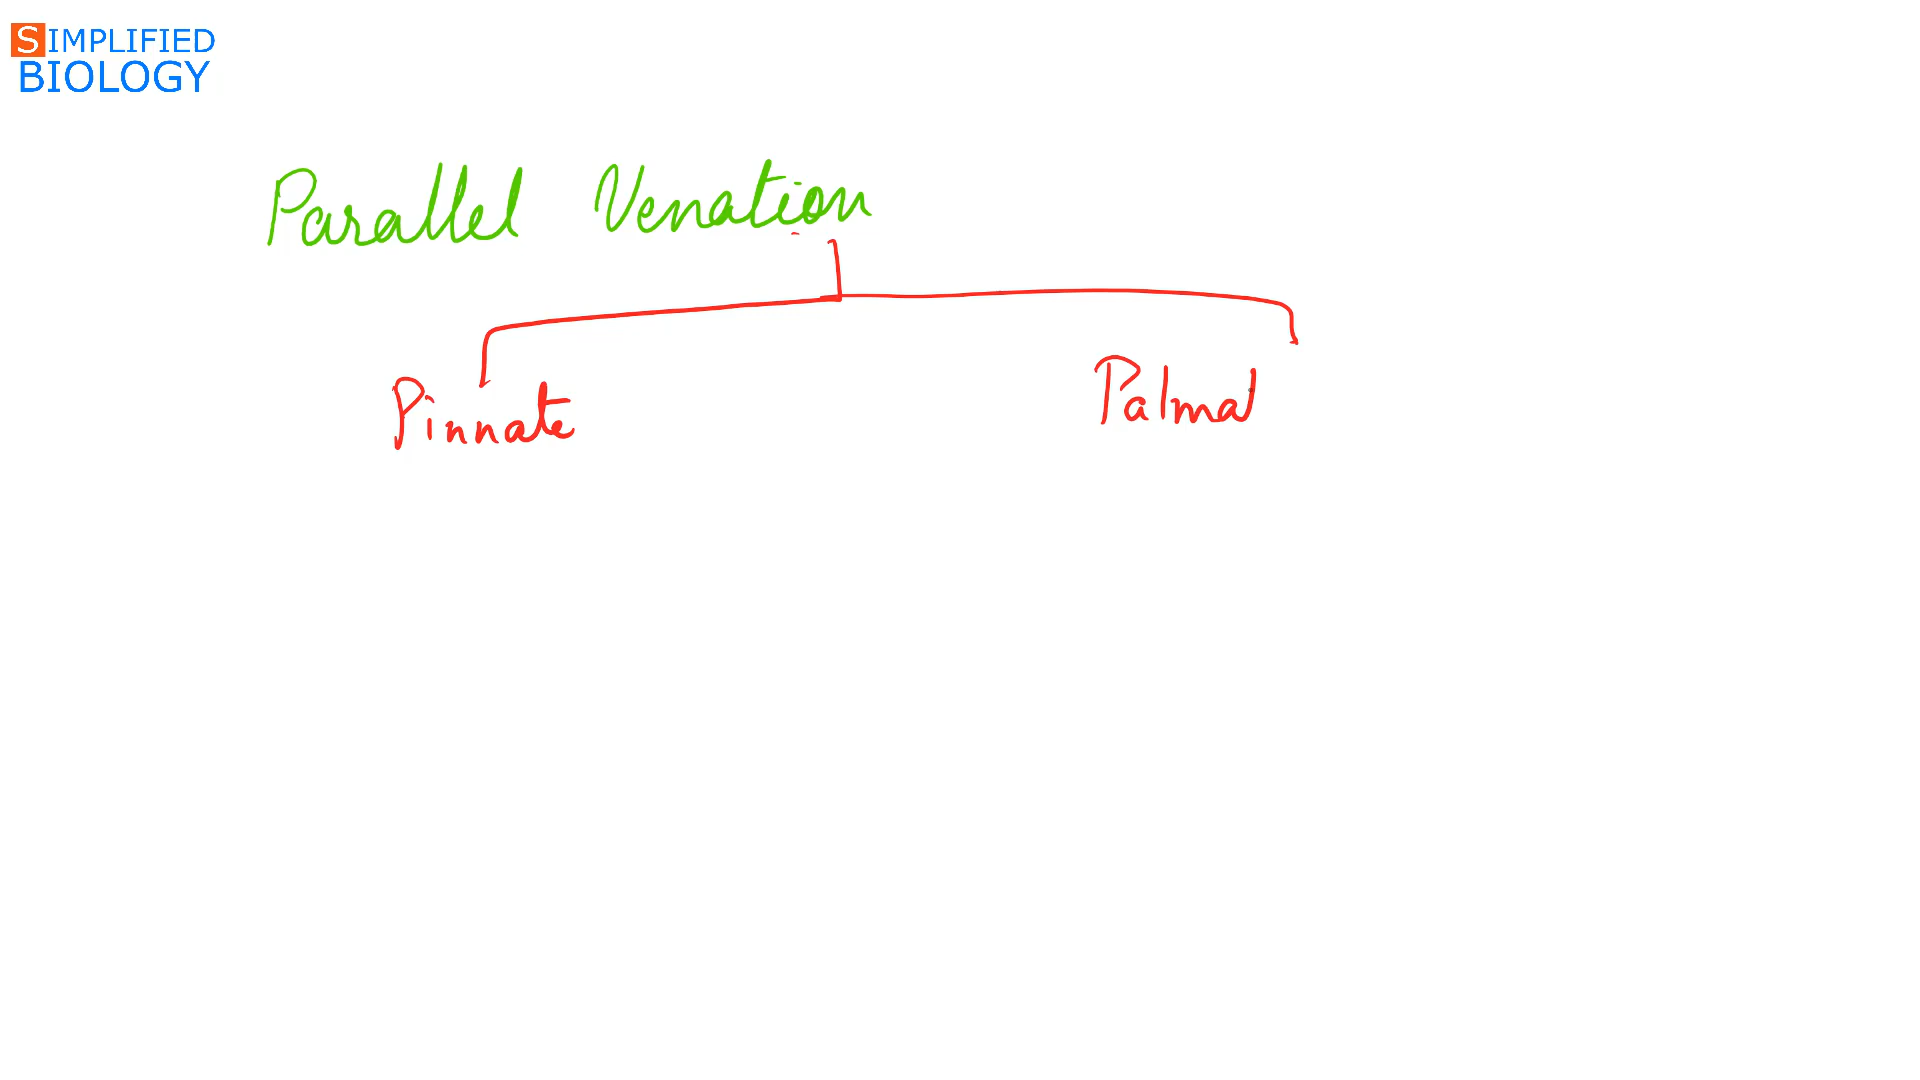 SIMPLIFIED
BIOLOGY
Parallel Venation
Pinnate
Palmat